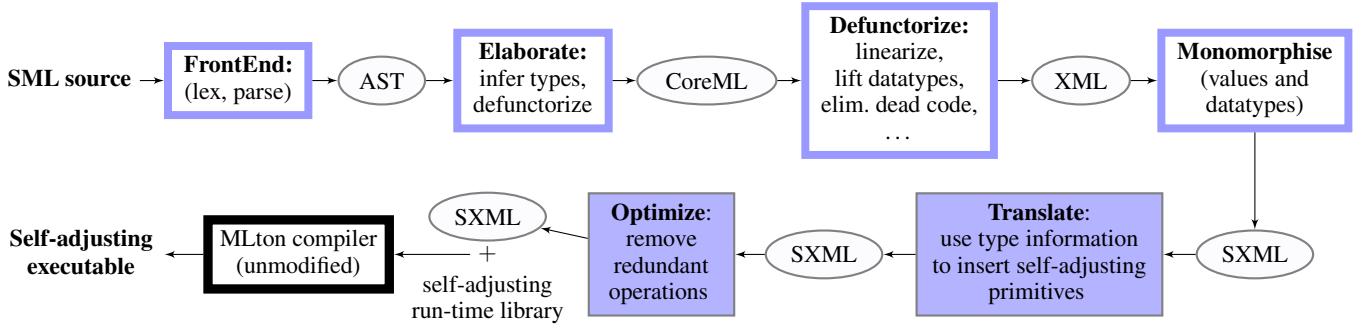 SML source
FrontEnd:
(lex, parse)
AST
Elaborate:
infer types,
defunctorize
CoreML
Defunctorize:
linearize,
lift datatypes,
elim. dead code,
...
XML
Monomorphise
(values and
datatypes)
SXML
Translate:
use type information
to insert self-adjusting
primitives
SXML
Optimize:
remove
redundant
operations
SXML
+
self-adjusting
run-time library
MLton compiler
(unmodified)
Self-adjusting
executable